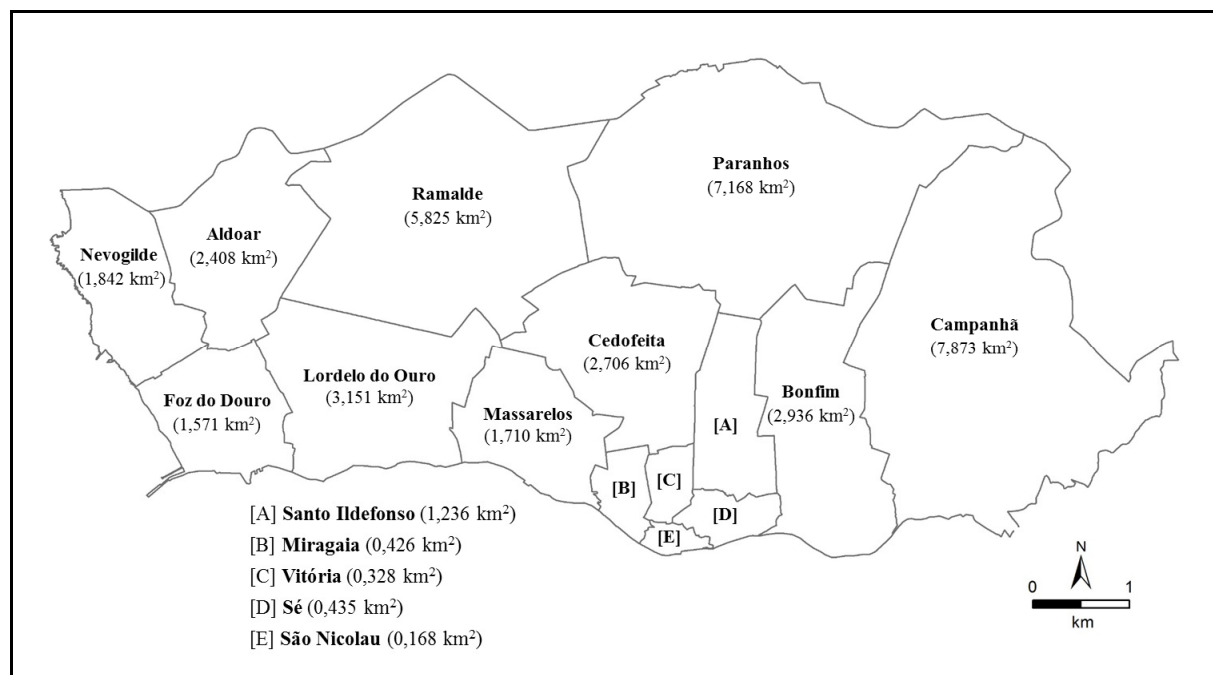 Paranhos
(7,168 km²)
Ramalde
(5,825 km²)
Aldoar
(2,408 km²)
Nevogilde
(1,842 km²)
Campanhã
(7,873 km²)
Cedofeita
(2,706 km²)
Lordelo do Ouro
(3,151 km²)
Bonfim
(2,936 km²)
Foz do Douro
(1,571 km²)
Massarelos
(1,710 km²)
[A]
[B]
[C]
[D]
[E]
[A] Santo Ildefonso (1,236 km²)
[B] Miragaia (0,426 km²)
[C] Vitória (0,328 km²)
[D] Sé (0,435 km²)
[E] São Nicolau (0,168 km²)
N
0 1
km